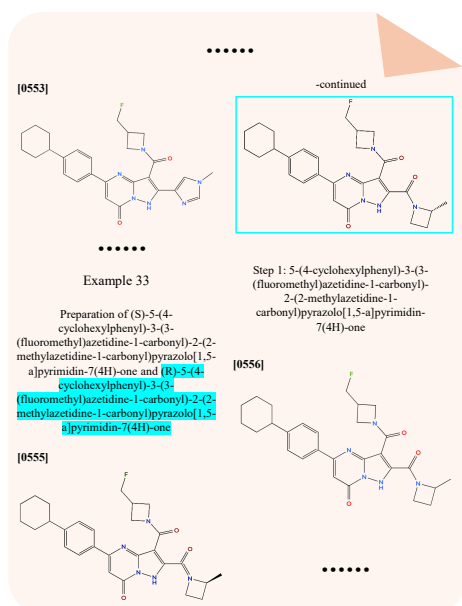 [0553]
Example 33
Preparation of (S)-5-(4-
cyclohexylphenyl)-3-(3-
(fluoromethyl)azetidine-1-carbonyl)-2-(2-
methylazetidine-1-carbonyl)pyrazolo[1,5-
a]pyrimidin-7(4H)-one and (R)-5-(4-
cyclohexylphenyl)-3-(3-
(fluoromethyl)azetidine-1-carbonyl)-2-(2-
methylazetidine-1-carbonyl)pyrazolo[1,5-
a]pyrimidin-7(4H)-one
[0555]
-continued
Step 1: 5-(4-cyclohexylphenyl)-3-(3-
(fluoromethyl)azetidine-1-carbonyl)-
2-(2-methylazetidine-1-
carbonyl)pyrazolo[1,5-a]pyrimidin-
7(4H)-one
[0556]